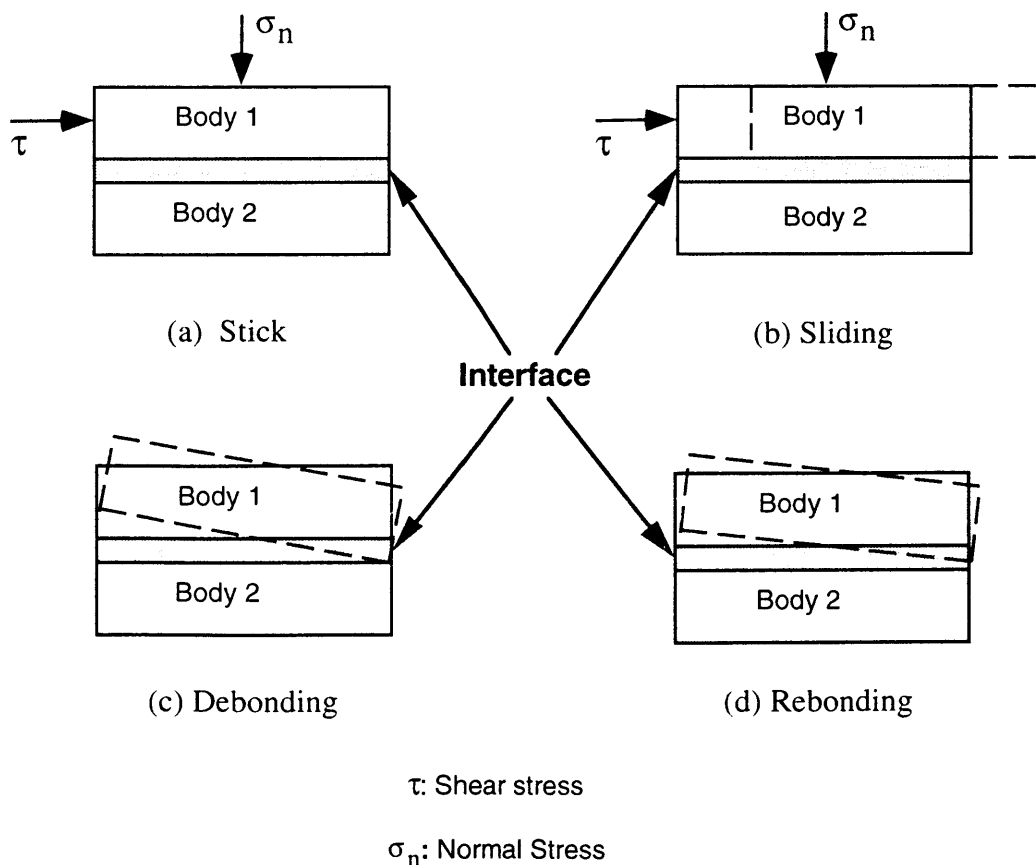 σn
σn
τ
Body 1
τ
Body 1
Body 2
Body 2
(a) Stick
(b) Sliding
Interface
Body 1
Body 1
Body 2
Body 2
(c) Debonding
(d) Rebonding
τ: Shear stress
σn: Normal Stress